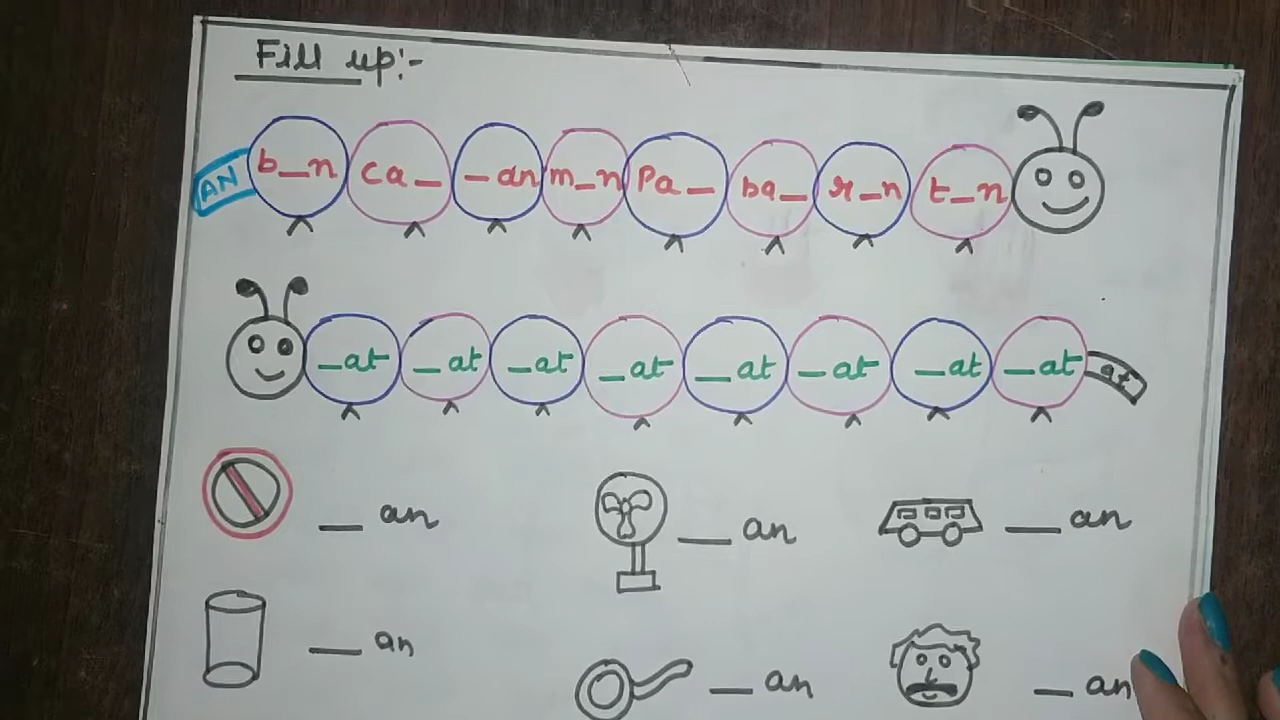 Fill up:-
AN b_n ca_ _an m_n Pa_ ba_ r_n t_n
_at _at _at _at _at _at _at _at at
_an _an _an
_an _an _an